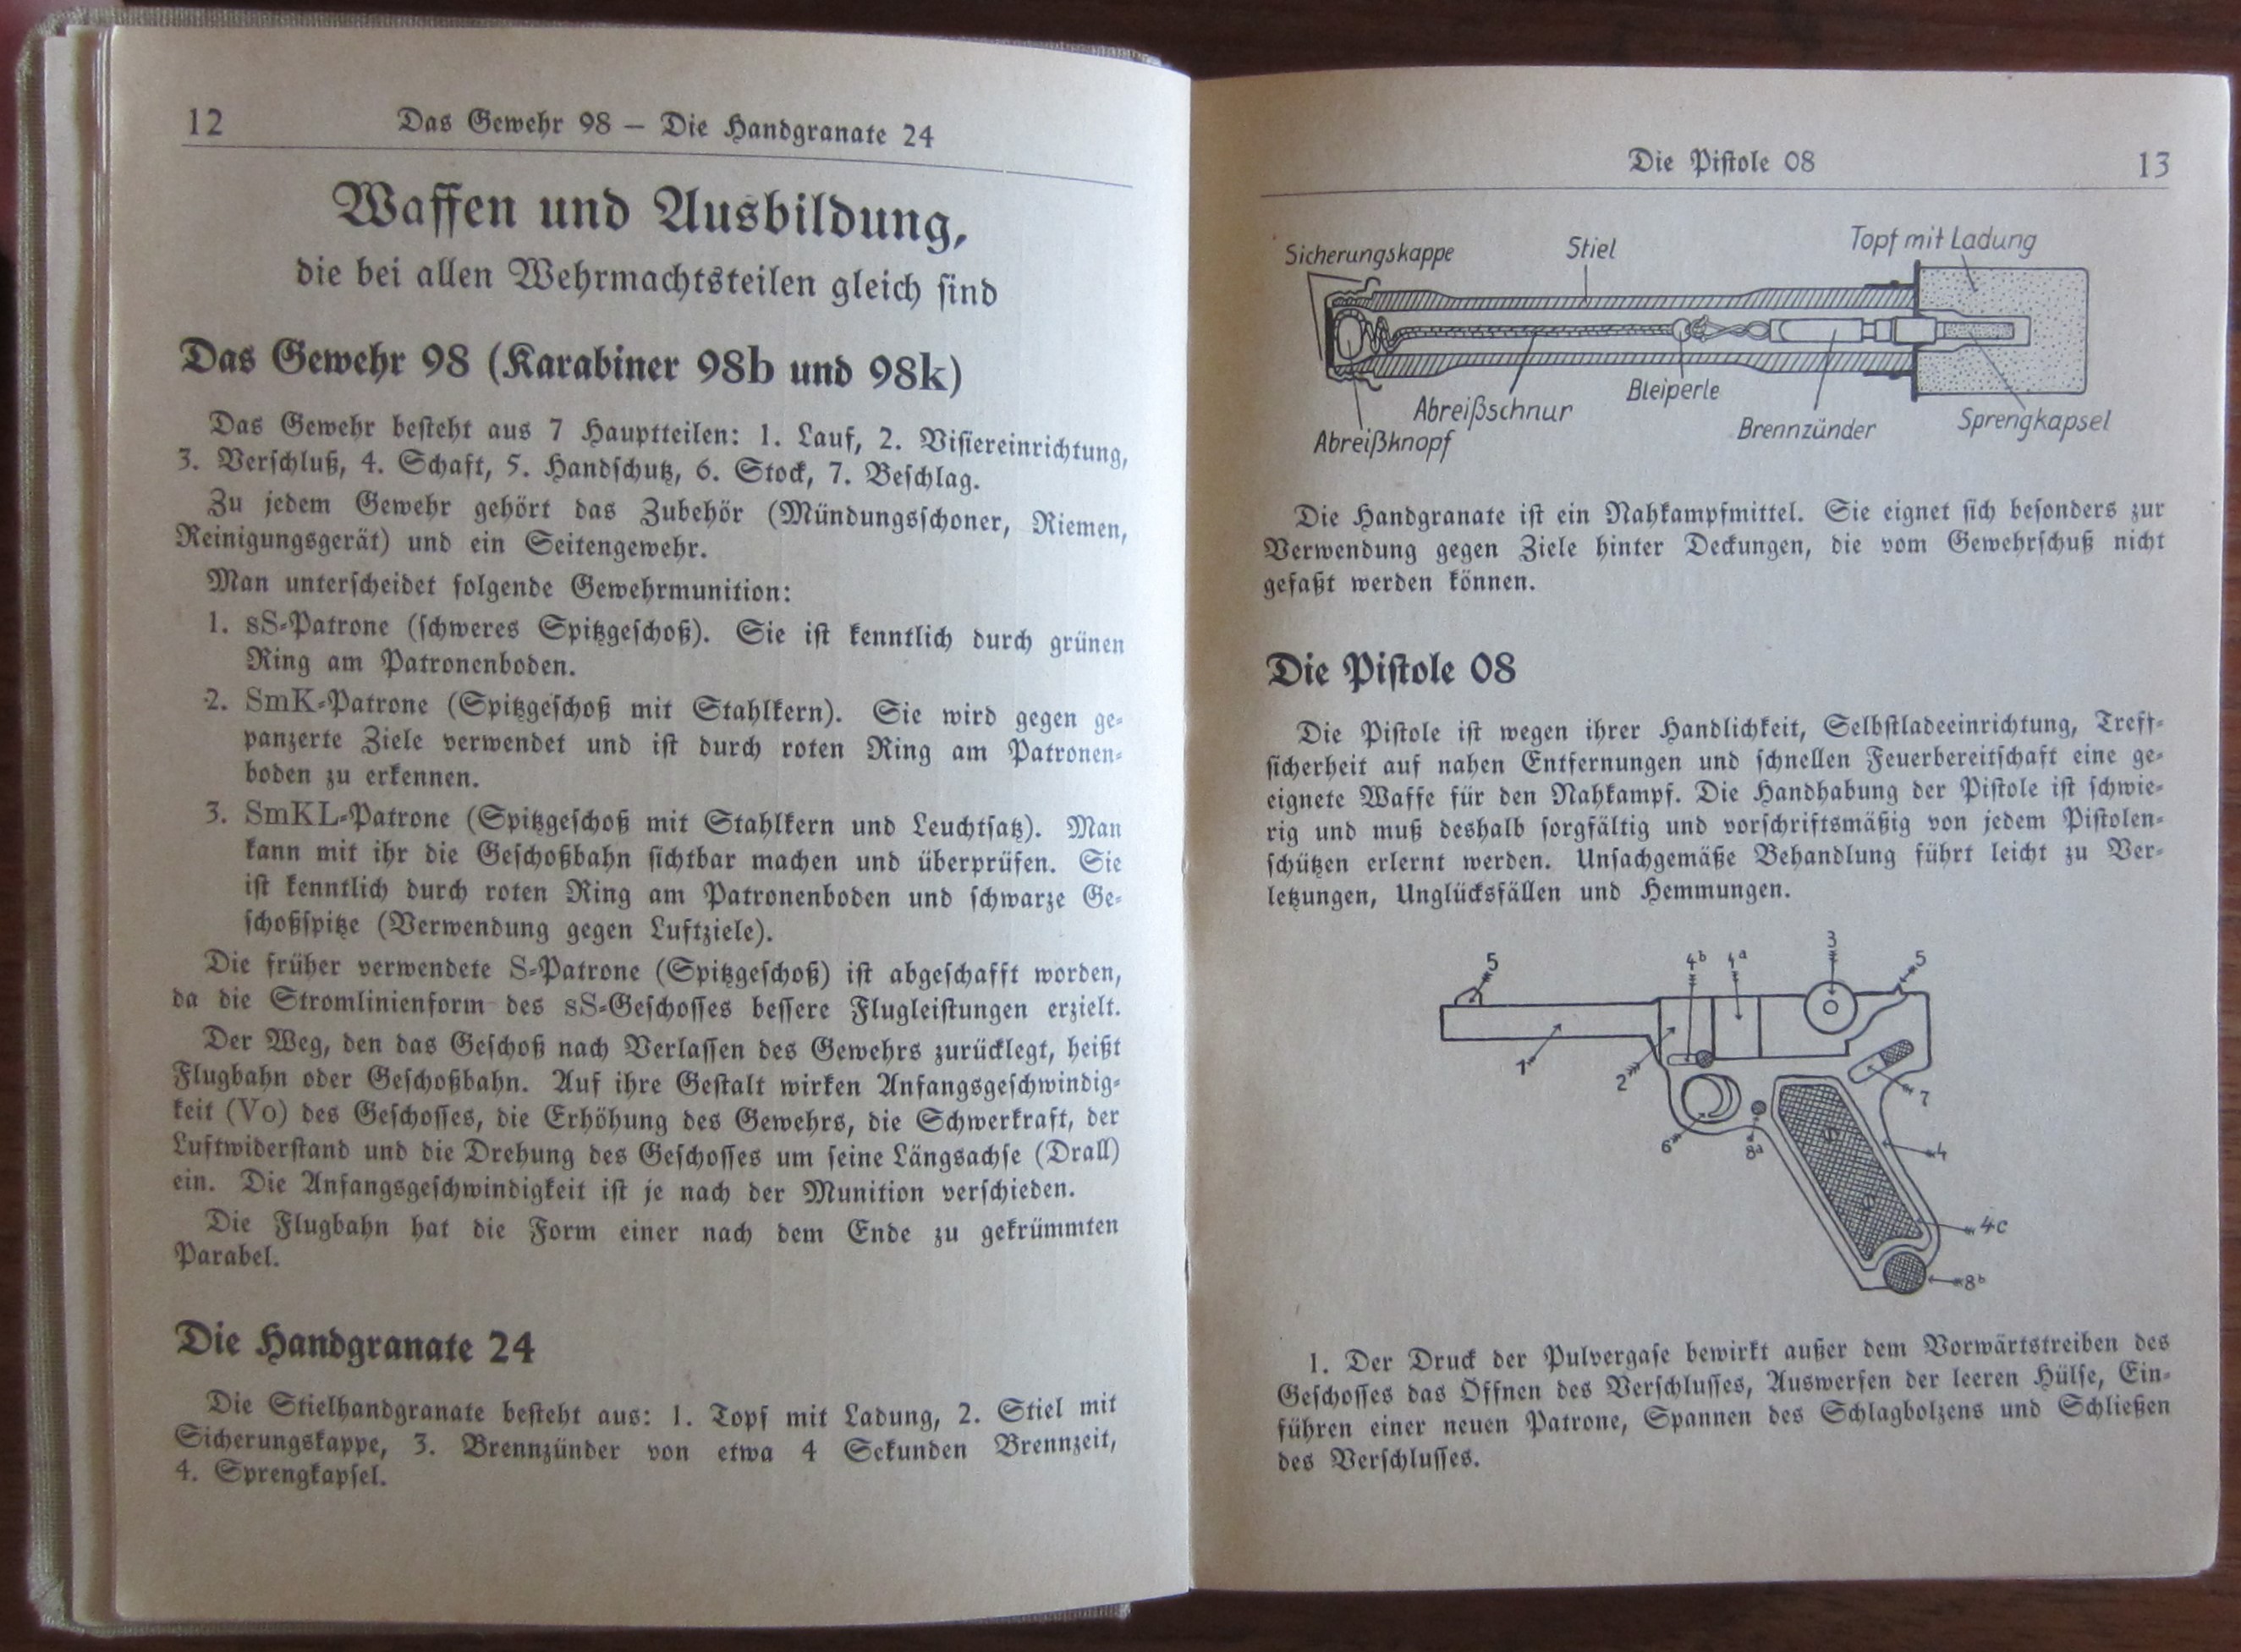 12 Das Gewehr 98 — Die Handgranate 24
Waffen und Ausbildung,
die bei allen Wehrmachtsteilen gleich sind
Das Gewehr 98 (Karabiner 98b und 98k)
Das Gewehr besteht aus 7 Hauptteilen: 1. Lauf, 2. Visiereinrichtung,
3. Verschluß, 4. Schaft, 5. Handschutz, 6. Stock, 7. Beschlag.
Zu jedem Gewehr gehört das Zubehör (Mündungsschoner, Riemen,
Reinigungsgerät) und ein Seitengewehr.
Man unterscheidet folgende Gewehrmunition:
1. sS-Patrone (schweres Spitzgeschoß). Sie ist kenntlich durch grünen
Ring am Patronenboden.
2. SmK-Patrone (Spitzgeschoß mit Stahlkern). Sie wird gegen ge-
panzerte Ziele verwendet und ist durch roten Ring am Patronen-
boden zu erkennen.
3. SmKL-Patrone (Spitzgeschoß mit Stahlkern und Leuchtsatz). Man
kann mit ihr die Geschoßbahn sichtbar machen und überprüfen. Sie
ist kenntlich durch roten Ring am Patronenboden und schwarze Ge-
schoßspitze (Verwendung gegen Luftziele).
Die früher verwendete S-Patrone (Spitzgeschoß) ist abgeschafft worden,
da die Stromlinienform des sS-Geschosses bessere Flugleistungen erzielt.
Der Weg, den das Geschoß nach Verlassen des Gewehrs zurücklegt, heißt
Flugbahn oder Geschoßbahn. Auf ihre Gestalt wirken Anfangsgeschwindig-
keit (Vo) des Geschosses, die Erhöhung des Gewehrs, die Schwerkraft, der
Luftwiderstand und die Drehung des Geschosses um seine Längsachse (Drall)
ein. Die Anfangsgeschwindigkeit ist je nach der Munition verschieden.
Die Flugbahn hat die Form einer nach dem Ende zu gekrümmten
Parabel.
Die Handgranate 24
Die Stielhandgranate besteht aus: 1. Topf mit Ladung, 2. Stiel mit
Sicherungskappe, 3. Brennzünder von etwa 4 Sekunden Brennzeit,
4. Sprengkapsel.
Die Pistole 08 13
Sicherungskappe Stiel Topf mit Ladung
Abreißknopf Abreißschnur Bleiperle Brennzünder Sprengkapsel
Die Handgranate ist ein Nahkampfmittel. Sie eignet sich besonders zur
Verwendung gegen Ziele hinter Deckungen, die vom Gewehrschuß nicht
gefaßt werden können.
Die Pistole 08
Die Pistole ist wegen ihrer Handlichkeit, Selbstladeeinrichtung, Treff-
sicherheit auf nahen Entfernungen und schnellen Feuerbereitschaft eine ge-
eignete Waffe für den Nahkampf. Die Handhabung der Pistole ist schwie-
rig und muß deshalb sorgfältig und vorschriftsmäßig von jedem Pistolen-
schützen erlernt werden. Unsachgemäße Behandlung führt leicht zu Ver-
letzungen, Unglücksfällen und Hemmungen.
5 4b 4a 3 5
1 2 7
6 8a 4
4c
8b
1. Der Druck der Pulvergase bewirkt außer dem Vorwärtstreiben des
Geschosses das Öffnen des Verschlusses, Auswerfen der leeren Hülse, Ein-
führen einer neuen Patrone, Spannen des Schlagbolzens und Schließen
des Verschlusses.